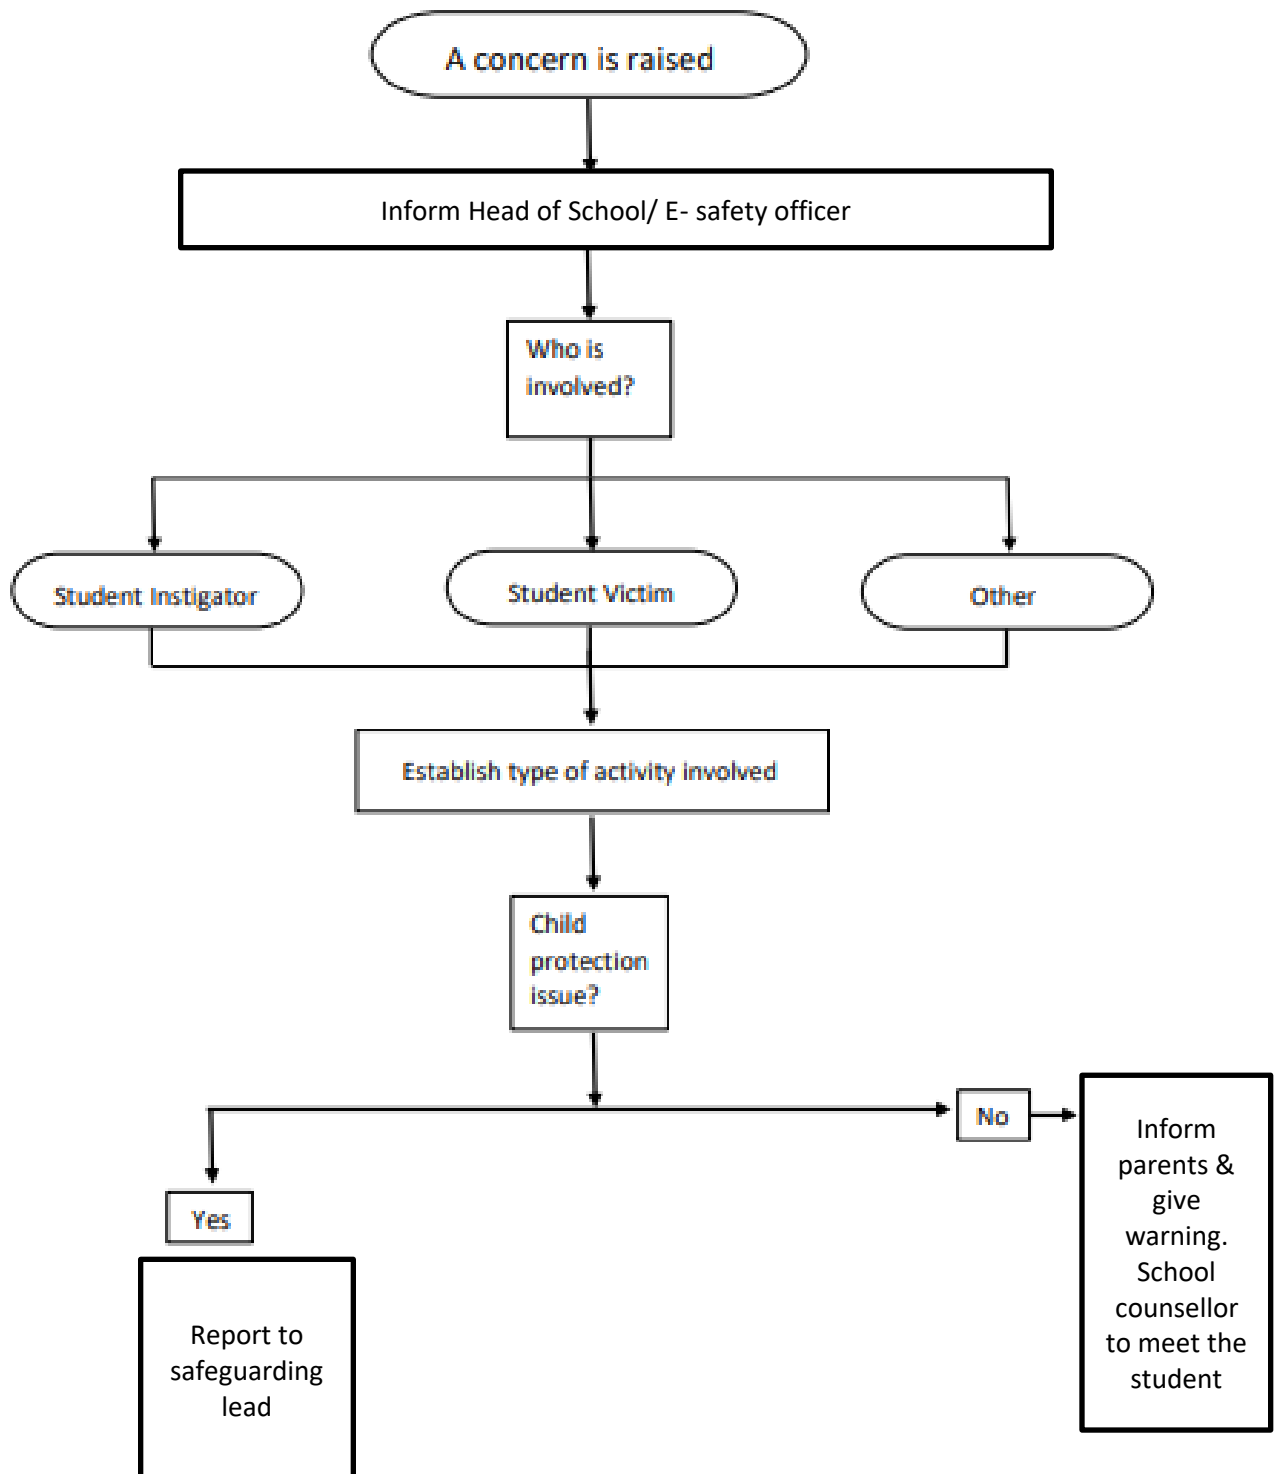 A concern is raised
Inform Head of School/ E- safety officer
Who is
involved?
Student Instigator
Student Victim
Other
Establish type of activity involved
Child
protection
issue?
No
Inform
parents &
give
warning.
School
counsellor
to meet the
student
Yes
Report to
safeguarding
lead